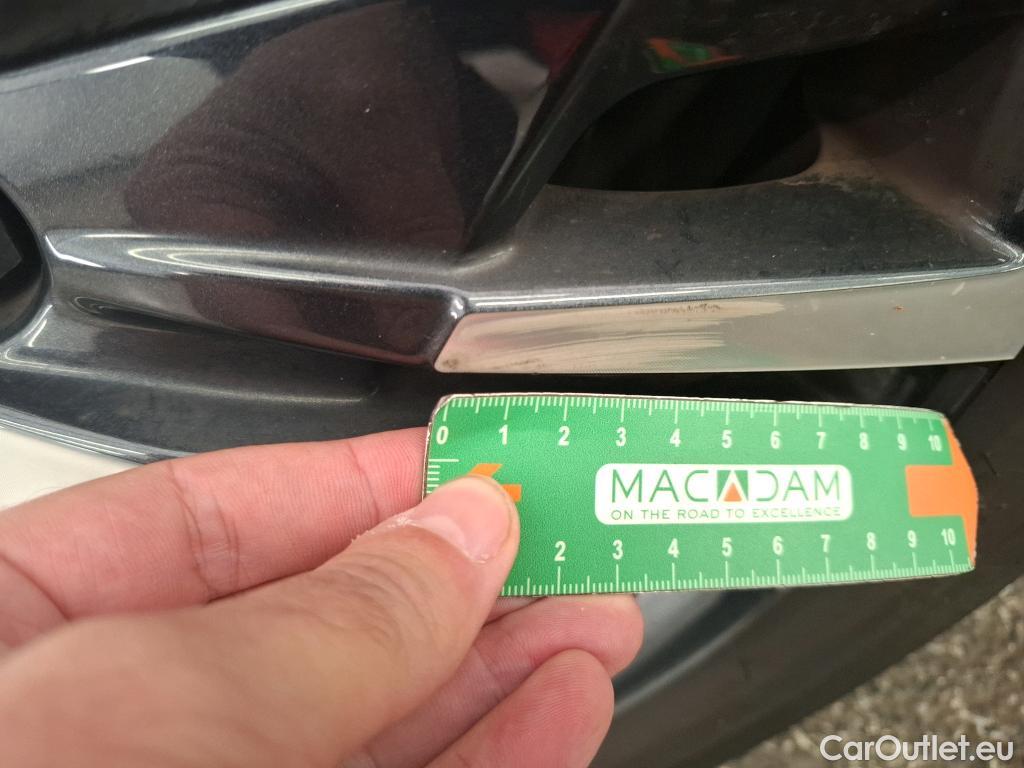 0 1 2 3 4 5 6 7 8 9 10
MACADAM
ON THE ROAD TO EXCELLENCE
2 3 4 5 6 7 8 9 10
CarOutlet.eu